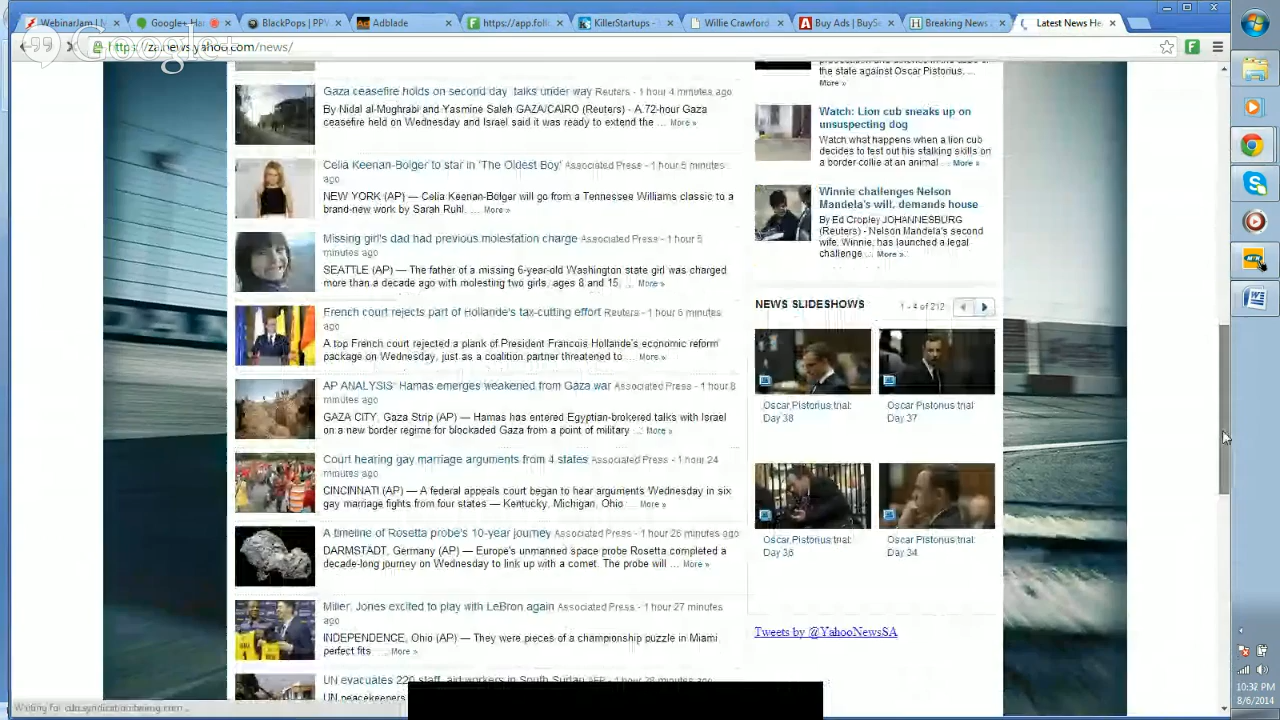 WebinarJam | M
Google+ Ha
BlackPops | PPV
Adblade
https://app.foll
KillerStartups -
Willie Crawford
Buy Ads | BuySe
Breaking News
Latest News He
Google+
https://za.news.yahoo.com/news/
Gaza ceasefire holds on second day, talks under way Reuters - 1 hour 4 minutes ago
By Nidal al-Mughrabi and Yasmine Saleh GAZA/CAIRO (Reuters) - A 72-hour Gaza
ceasefire held on Wednesday and Israel said it was ready to extend the … More »
Celia Keenan-Bolger to star in 'The Oldest Boy' Associated Press - 1 hour 5 minutes
ago
NEW YORK (AP) — Celia Keenan-Bolger will go from a Tennessee Williams classic to a
brand-new work by Sarah Ruhl. … More »
Missing girl's dad had previous molestation charge Associated Press - 1 hour 6
minutes ago
SEATTLE (AP) — The father of a missing 6-year-old Washington state girl was charged
more than a decade ago with molesting two girls, ages 8 and 15, … More »
French court rejects part of Hollande's tax-cutting effort Reuters - 1 hour 6 minutes
ago
A top French court rejected a plank of President Francois Hollande's economic reform
package on Wednesday, just as a coalition partner threatened to … More »
AP ANALYSIS: Hamas emerges weakened from Gaza war Associated Press - 1 hour 8
minutes ago
GAZA CITY, Gaza Strip (AP) — Hamas has entered Egyptian-brokered talks with Israel
on a new border regime for blockaded Gaza from a point of military … More »
Court hearing gay marriage arguments from 4 states Associated Press - 1 hour 24
minutes ago
CINCINNATI (AP) — A federal appeals court began to hear arguments Wednesday in six
gay marriage fights from four states — Kentucky, Michigan, Ohio … More »
A timeline of Rosetta probe's 10-year journey Associated Press - 1 hour 26 minutes ago
DARMSTADT, Germany (AP) — Europe's unmanned space probe Rosetta completed a
decade-long journey on Wednesday to link up with a comet. The probe will … More »
Miller, Jones excited to play with LeBron again Associated Press - 1 hour 27 minutes
ago
INDEPENDENCE, Ohio (AP) — They were pieces of a championship puzzle in Miami,
perfect fits … More »
UN evacuates 220 staff, aid workers in South Sudan AFP - 1 hour 28 minutes ago
UN peacekeepers
the state against Oscar Pistorius. …
More »
Watch: Lion cub sneaks up on
unsuspecting dog
Watch what happens when a lion cub
decides to test out his stalking skills on
a border collie at an animal … More »
Winnie challenges Nelson
Mandela's will, demands house
By Ed Cropley JOHANNESBURG
(Reuters) - Nelson Mandela's second
wife, Winnie, has launched a legal
challenge … More »
NEWS SLIDESHOWS
1 - 4 of 212
Oscar Pistorius trial:
Day 38
Oscar Pistorius trial:
Day 37
Oscar Pistorius trial:
Day 36
Oscar Pistorius trial:
Day 34
Tweets by @YahooNewsSA
10:32 PM
8/6/2014